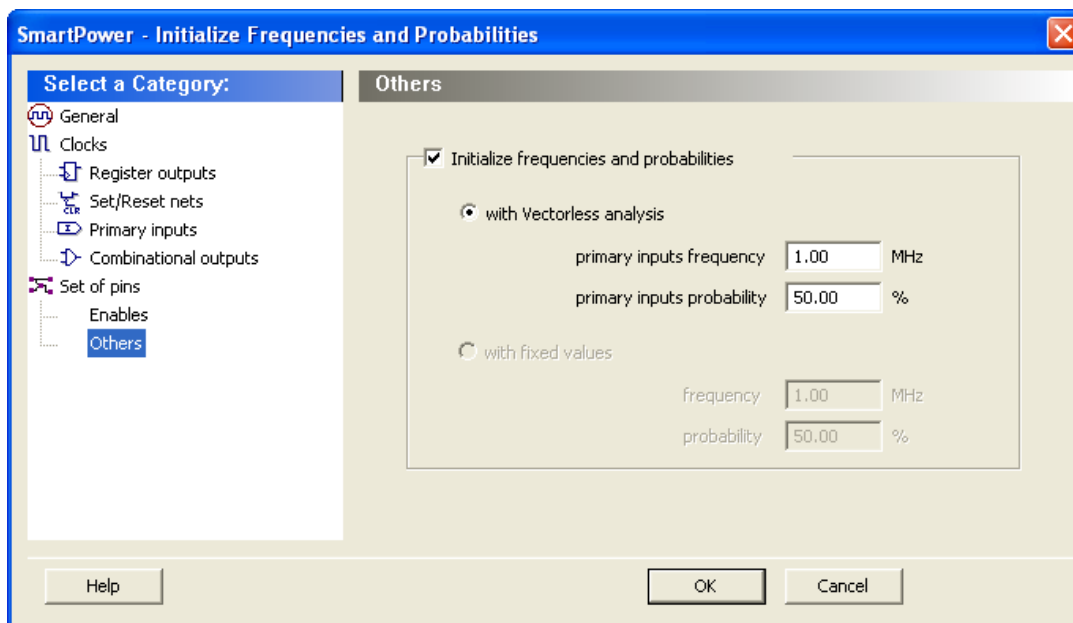 SmartPower - Initialize Frequencies and Probabilities
Select a Category:
General
Clocks
Register outputs
CLR
Set/Reset nets
Primary inputs
Combinational outputs
Set of pins
Enables
Others
Others
Initialize frequencies and probabilities
with Vectorless analysis
primary inputs frequency 1.00 MHz
primary inputs probability 50.00 %
with fixed values
frequency 1.00 MHz
probability 50.00 %
Help OK Cancel